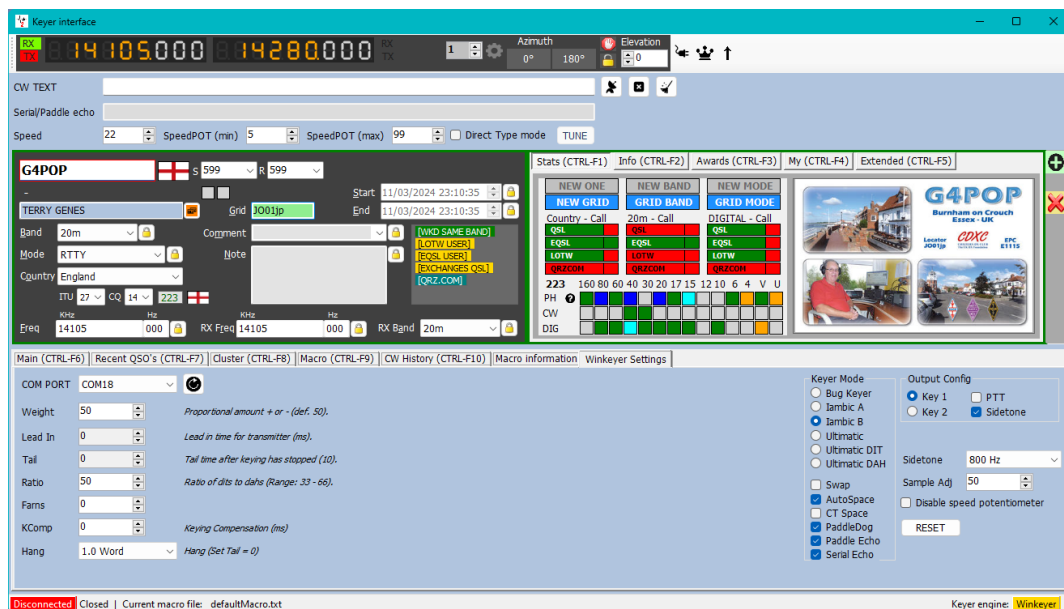 Keyer interface
RX 14105.000 14280.000 RX
TX TX
1 Azimuth 0° 180° Elevation 0
CW TEXT
Serial/Paddle echo
Speed 22 SpeedPOT (min) 5 SpeedPOT (max) 99 Direct Type mode TUNE
G4POP S 599 R 599
- Start 11/03/2024 23:10:35
TERRY GENES Grid JO01jp End 11/03/2024 23:10:35
Band 20m Comment
Mode RTTY Note
Country England
ITU 27 CQ 14 223
KHz Hz KHz Hz
Freq 14105 000 RX Freq 14105 000 RX Band 20m
[WKD SAME BAND]
[LOTW USER]
[EQSL USER]
[EXCHANGES QSL]
[QRZ.COM]
Stats (CTRL-F1) Info (CTRL-F2) Awards (CTRL-F3) My (CTRL-F4) Extended (CTRL-F5)
NEW ONE NEW BAND NEW MODE
NEW GRID GRID BAND GRID MODE
Country - Call 20m - Call DIGITAL - Call
QSL QSL QSL
EQSL EQSL EQSL
LOTW LOTW LOTW
QRZCOM QRZCOM QRZCOM
223 160 80 60 40 30 20 17 15 12 10 6 4 V U
PH ?
CW
DIG
G4POP
Burnham on Crouch
Essex - UK
Locator JO01jp CDXC EPC E1115
Main (CTRL-F6) Recent QSO's (CTRL-F7) Cluster (CTRL-F8) Macro (CTRL-F9) CW History (CTRL-F10) Macro information Winkeyer Settings
COM PORT COM18
Weight 50 Proportional amount + or - (def. 50).
Lead In 0 Lead in time for transmitter (ms).
Tail 0 Tail time after keying has stopped (10).
Ratio 50 Ratio of dits to dahs (Range: 33 - 66).
Farns 0
KComp 0 Keying Compensation (ms)
Hang 1.0 Word Hang (Set Tail = 0)
Keyer Mode
Bug Keyer
Iambic A
Iambic B
Ultimatic
Ultimatic DIT
Ultimatic DAH
Swap
AutoSpace
CT Space
PaddleDog
Paddle Echo
Serial Echo
Output Config
Key 1 PTT
Key 2 Sidetone
Sidetone 800 Hz
Sample Adj 50
Disable speed potentiometer
RESET
Disconnected Closed | Current macro file: defaultMacro.txt Keyer engine: Winkeyer